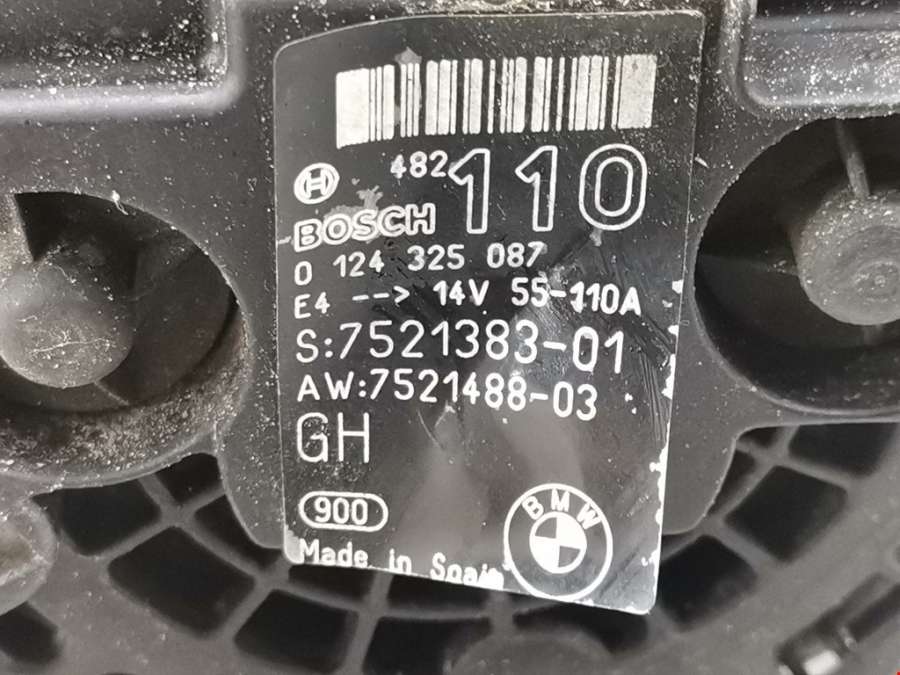 482 110
BOSCH
0 124 325 087
E4 --> 14V 55-110A
S:7521383-01
AW:7521488-03
GH
900
Made in Spain
BMW